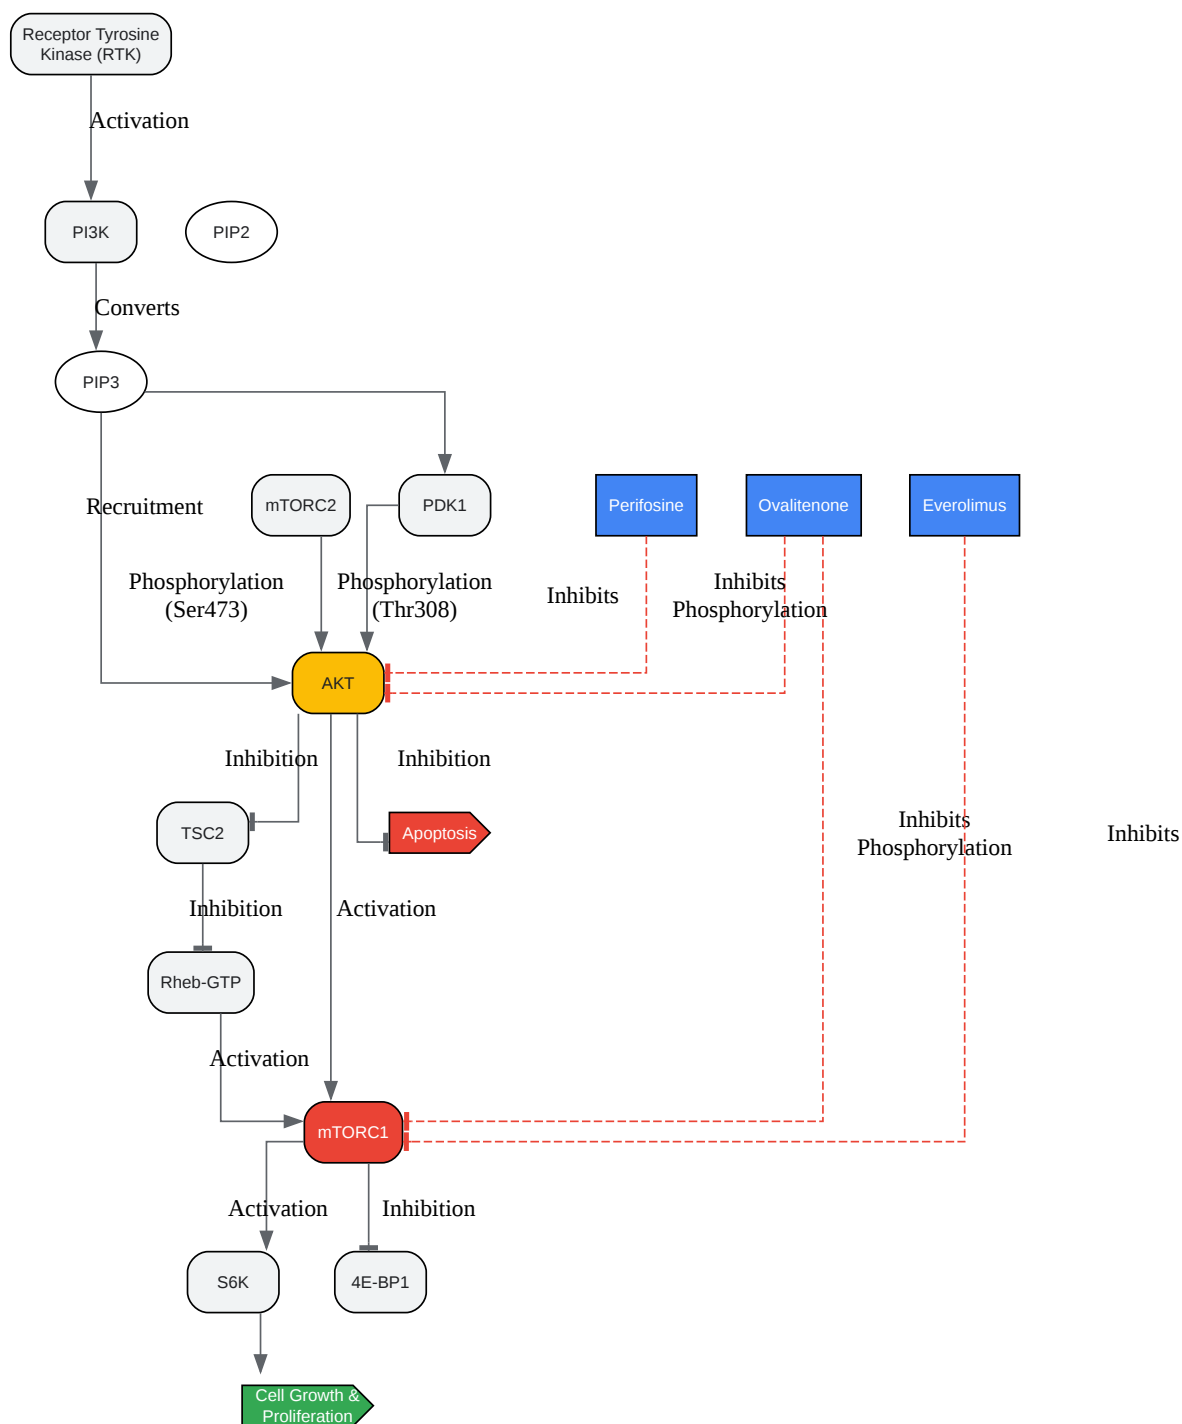 Receptor Tyrosine
Kinase (RTK)
Activation
PI3K
PIP2
Converts
PIP3
Recruitment
mTORC2
PDK1
Perifosine
Ovalitenone
Everolimus
Phosphorylation
(Ser473)
Phosphorylation
(Thr308)
Inhibits
Inhibits
Phosphorylation
AKT
Inhibition
Inhibition
TSC2
Apoptosis
Inhibits
Phosphorylation
Inhibits
Inhibition
Activation
Rheb-GTP
Activation
mTORC1
Activation
Inhibition
S6K
4E-BP1
Cell Growth &
Proliferation